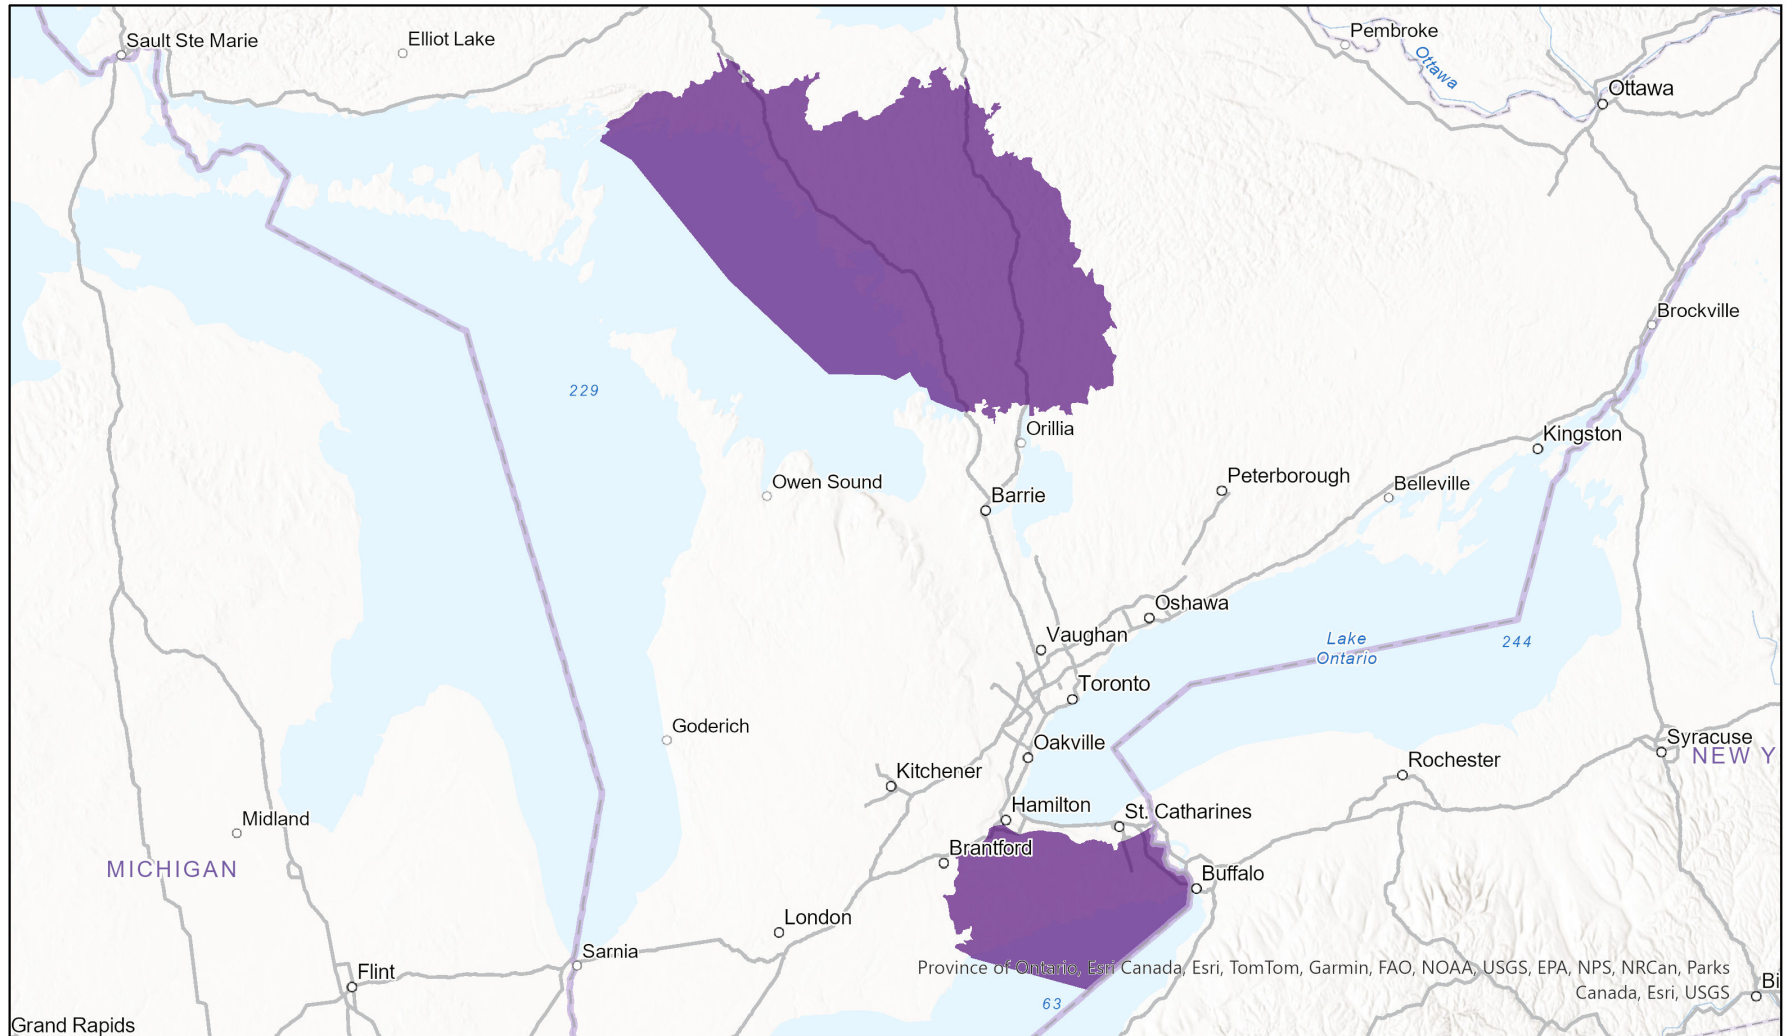 Sault Ste Marie
Elliot Lake
Pembroke
Ottawa
Ottawa
Brockville
229
Orillia
Kingston
Owen Sound
Peterborough
Belleville
Barrie
Oshawa
Vaughan
Lake
Ontario
244
Toronto
Goderich
Oakville
Syracuse
NEW Y
Rochester
Kitchener
Hamilton
St. Catharines
Midland
Brantford
MICHIGAN
Buffalo
London
Sarnia
Flint
Province of Ontario, Esri Canada, Esri, TomTom, Garmin, FAO, NOAA, USGS, EPA, NPS, NRCan, Parks
Canada, Esri, USGS
Bi
63
Grand Rapids